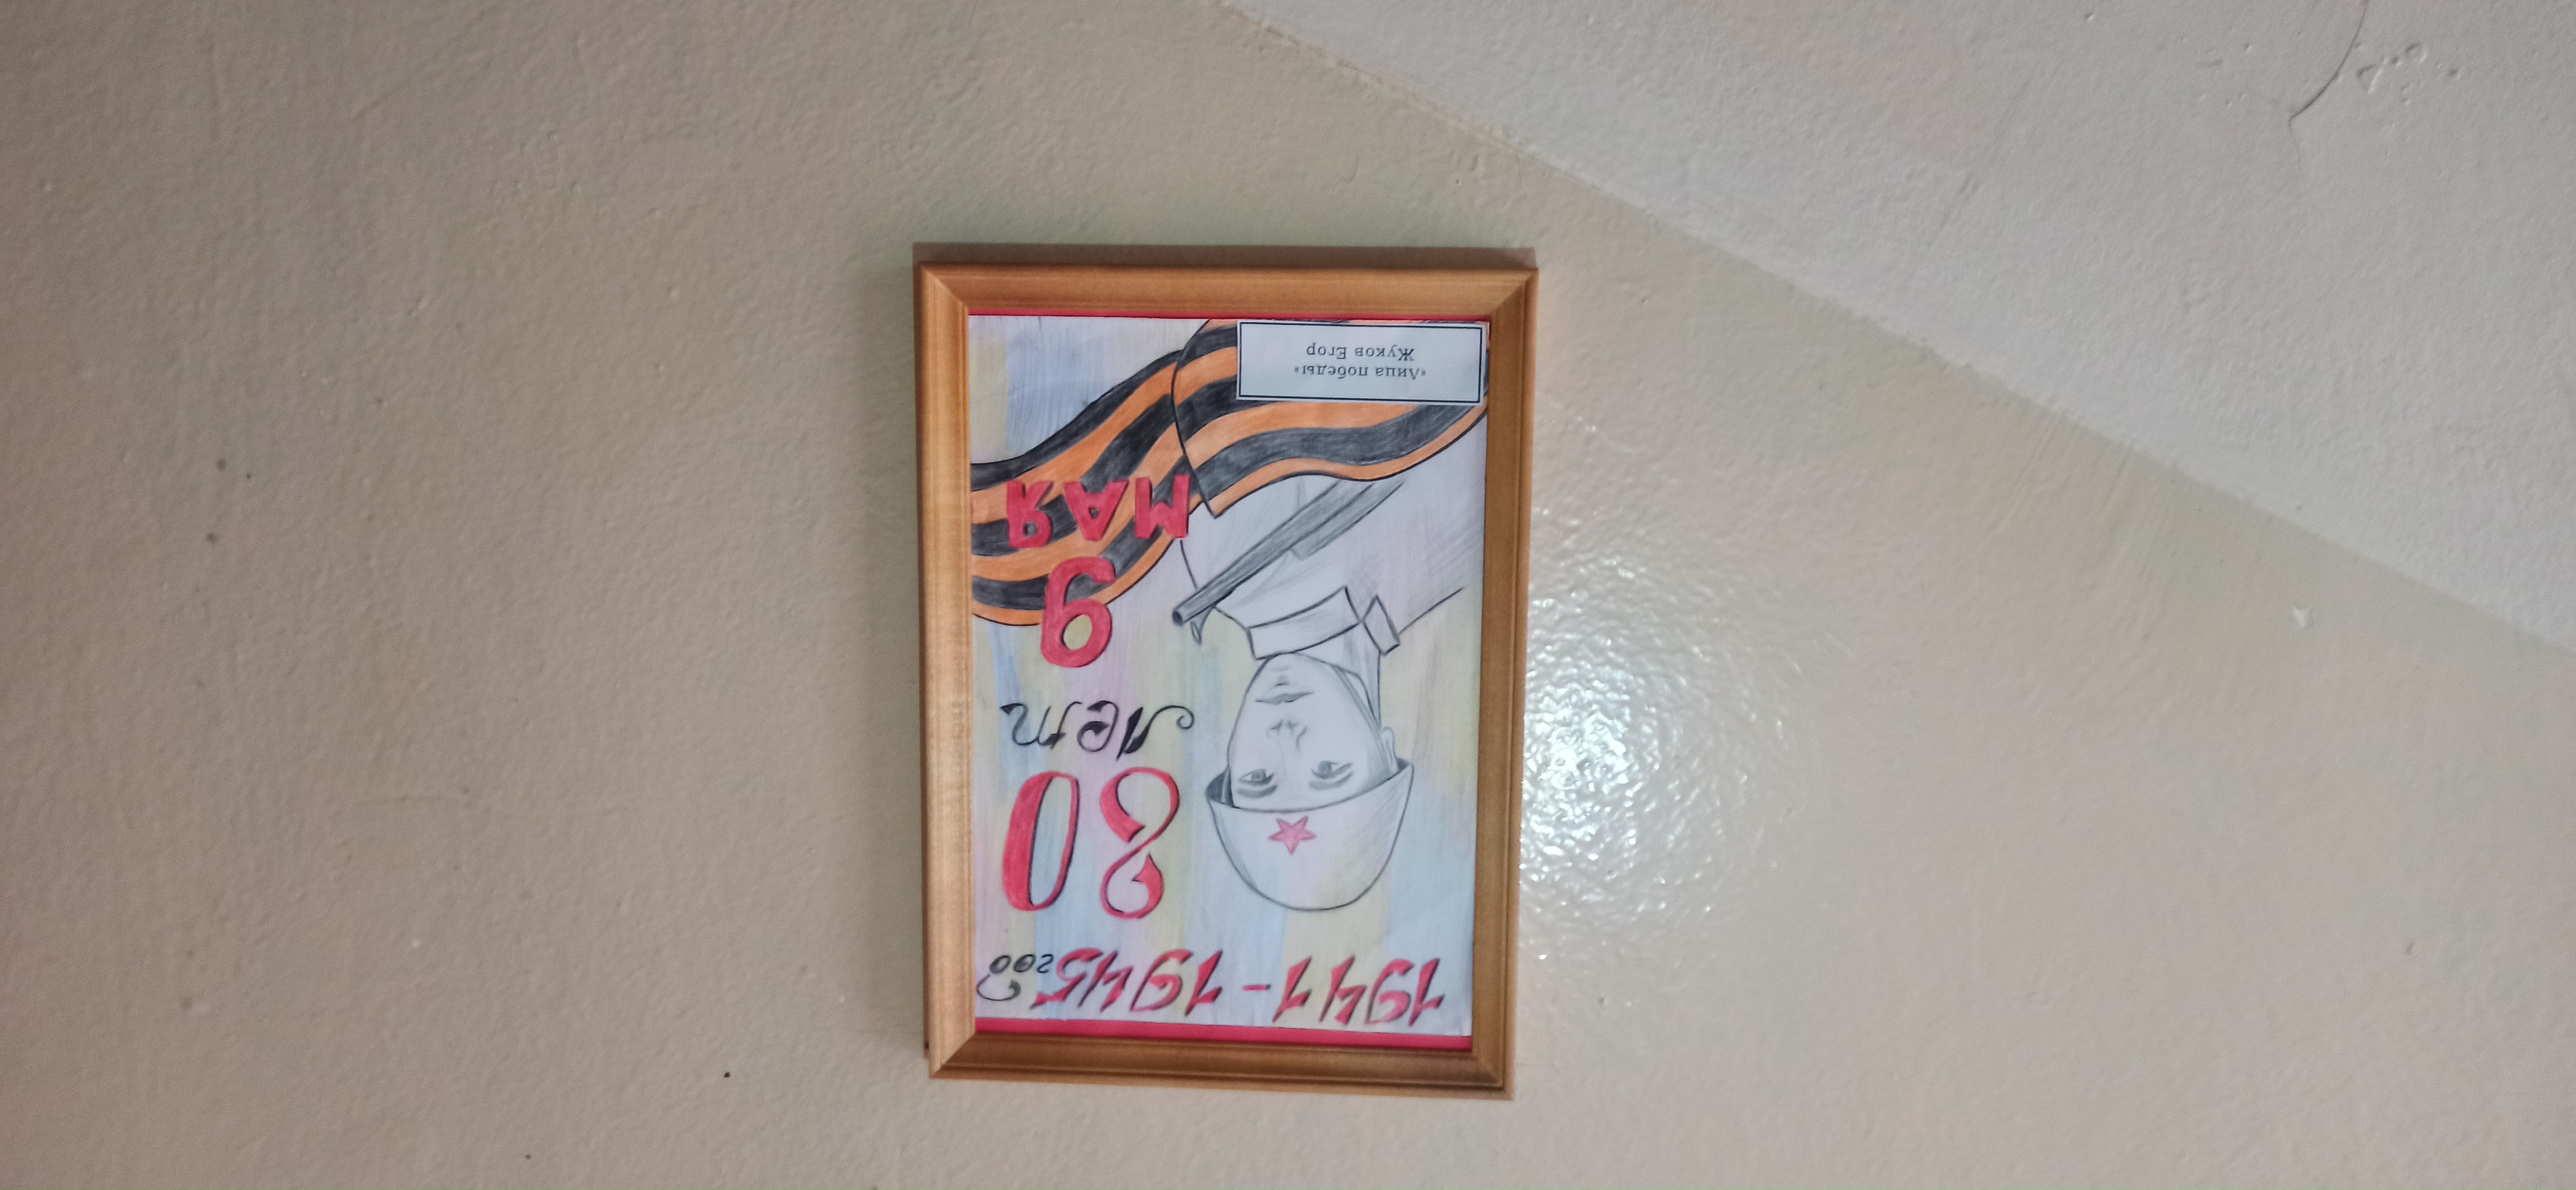 1941-1945 год
80
лет
9
МАЯ
«Лица победы»
Жуков Егор